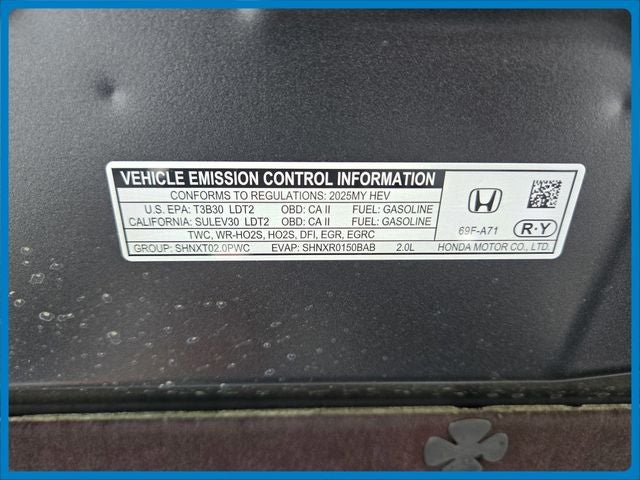 VEHICLE EMISSION CONTROL INFORMATION
CONFORMS TO REGULATIONS: 2025MY HEV
U.S. EPA: T3B30 LDT2 OBD: CA II FUEL: GASOLINE
CALIFORNIA: SULEV30 LDT2 OBD: CA II FUEL: GASOLINE
TWC, WR-HO2S, HO2S, DFI, EGR, EGRC
GROUP: SHNXT02.0PWC EVAP: SHNXR0150BAB 2.0L
69F-A71 R·Y
HONDA MOTOR CO., LTD.